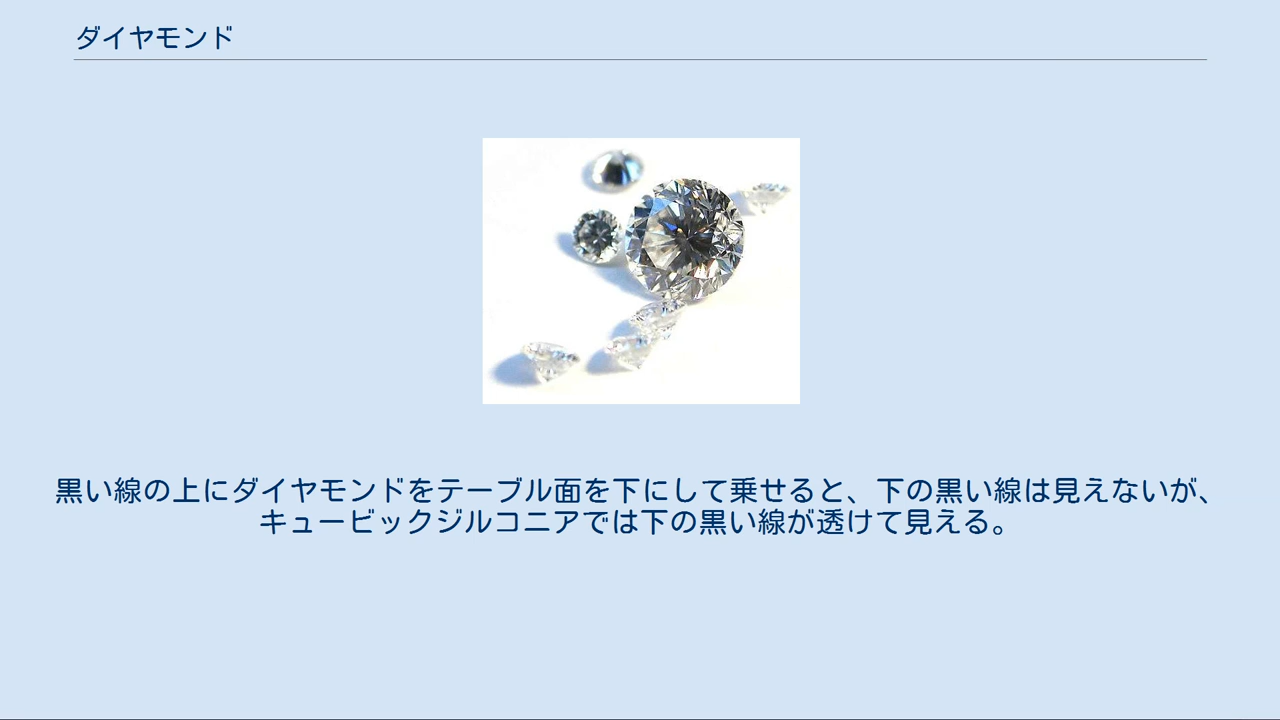 ダイヤモンド
黒い線の上にダイヤモンドをテーブル面を下にして乗せると、下の黒い線は見えないが、
キュービックジルコニアでは下の黒い線が透けて見える。